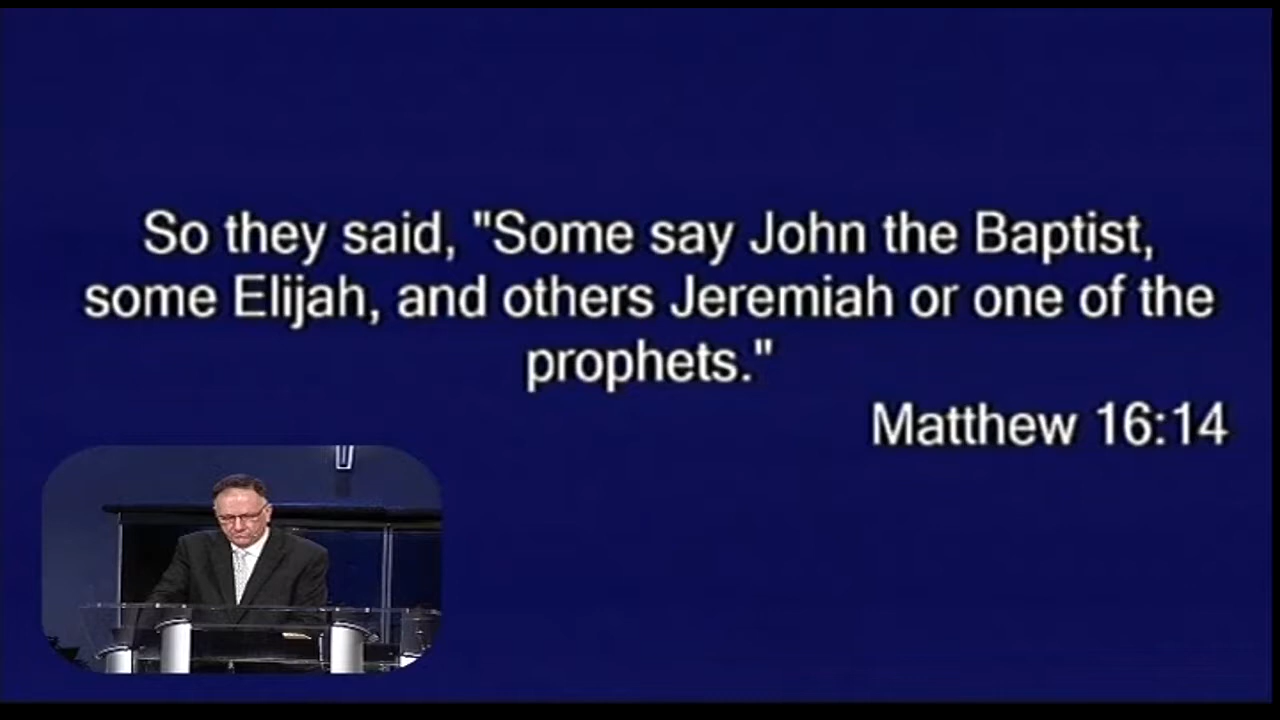 So they said, "Some say John the Baptist,
some Elijah, and others Jeremiah or one of the
prophets."
Matthew 16:14